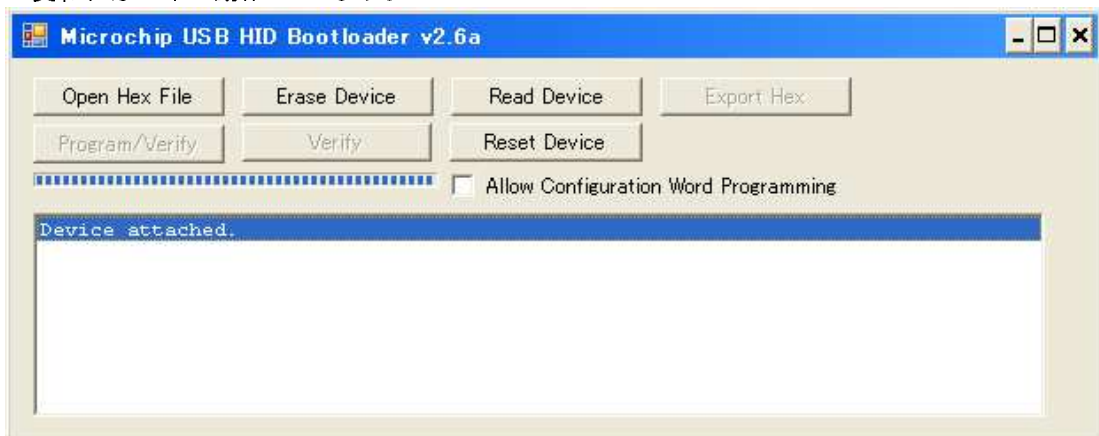 Microchip USB HID Bootloader v2.6a
Open Hex File Erase Device Read Device Export Hex
Program/Verify Verify Reset Device
Allow Configuration Word Programming
Device attached.